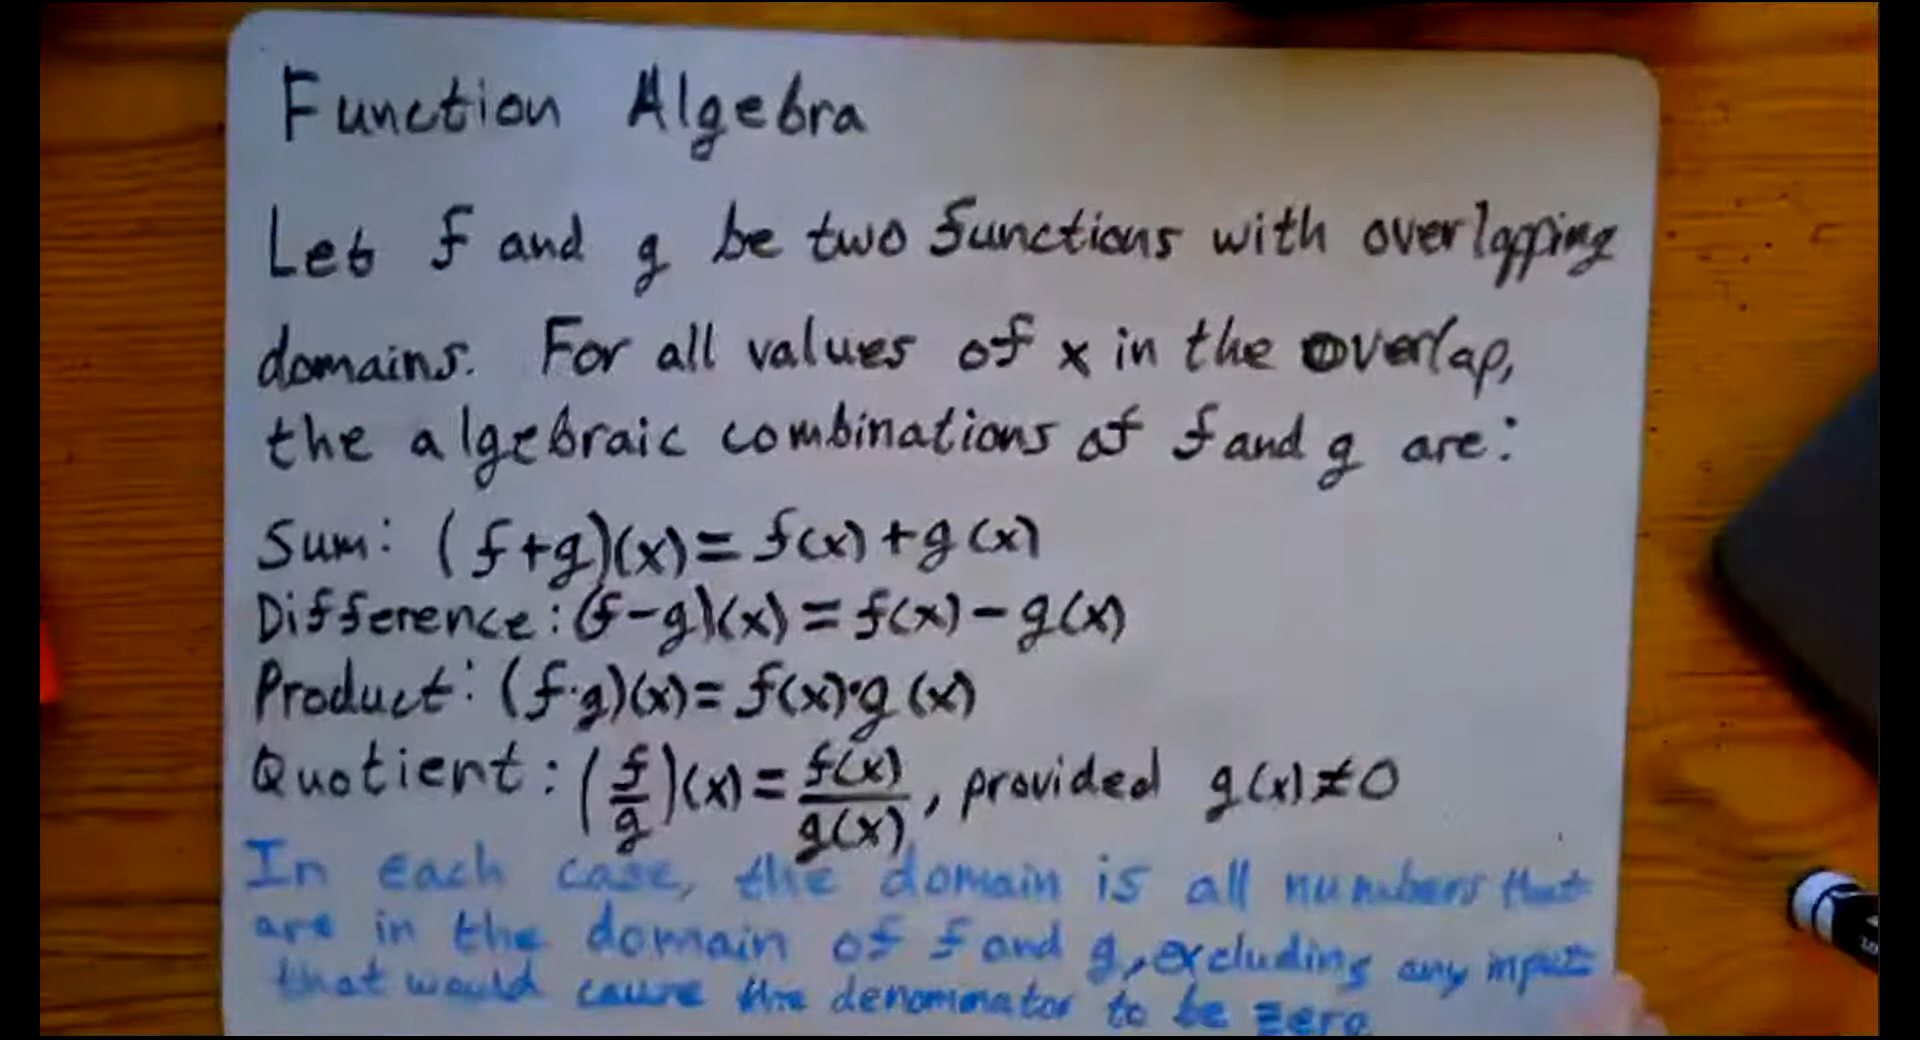 Function Algebra
Let f and g be two functions with overlapping
domains. For all values of x in the overlap,
the algebraic combinations of f and g are:
Sum: (f+g)(x)=f(x)+g(x)
Difference: (f-g)(x)=f(x)-g(x)
Product: (f·g)(x)=f(x)·g(x)
Quotient: (f/g)(x)=f(x)/g(x), provided g(x)≠0
In each case, the domain is all numbers that
are in the domain of f and g, excluding any input
that would cause the denominator to be zero